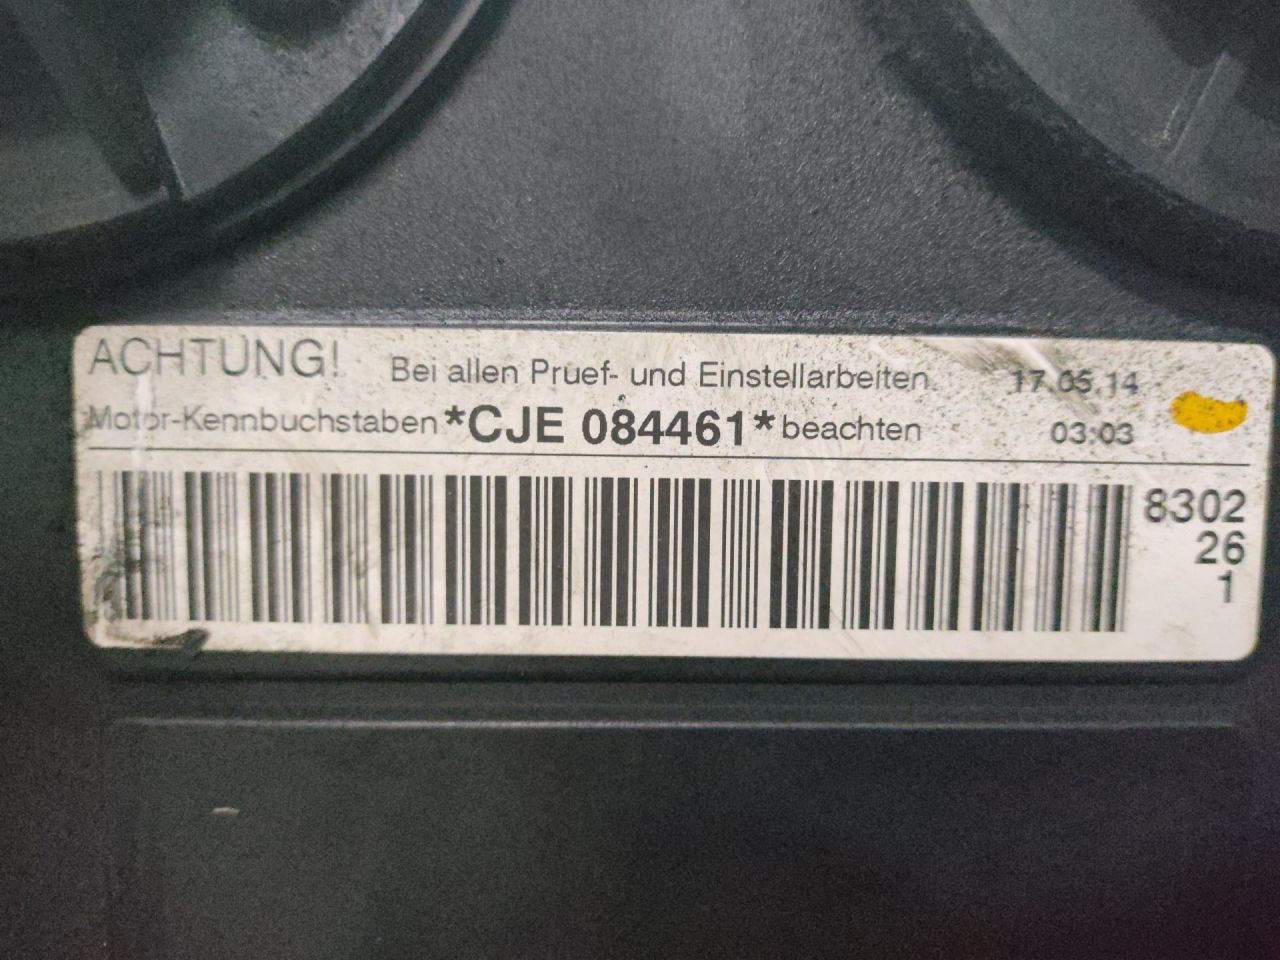 ACHTUNG! Bei allen Pruef- und Einstellarbeiten. 17.05.14
Motor-Kennbuchstaben *CJE 084461* beachten 03:03
8302
26
1